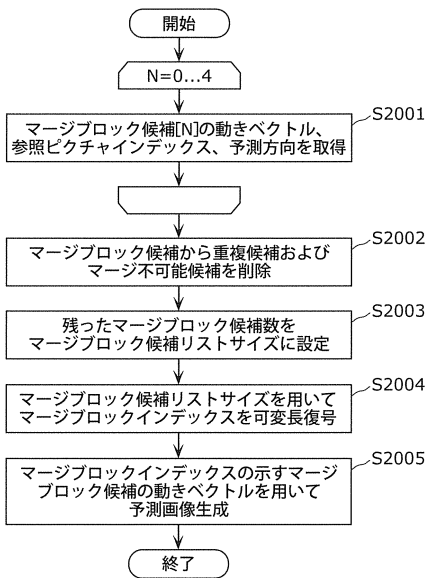 開始
N=0...4
S2001
マージブロック候補[N]の動きベクトル、
参照ピクチャインデックス、予測方向を取得
S2002
マージブロック候補から重複候補および
マージ不可能候補を削除
S2003
残ったマージブロック候補数を
マージブロック候補リストサイズに設定
S2004
マージブロック候補リストサイズを用いて
マージブロックインデックスを可変長復号
S2005
マージブロックインデックスの示すマージ
ブロック候補の動きベクトルを用いて
予測画像生成
終了